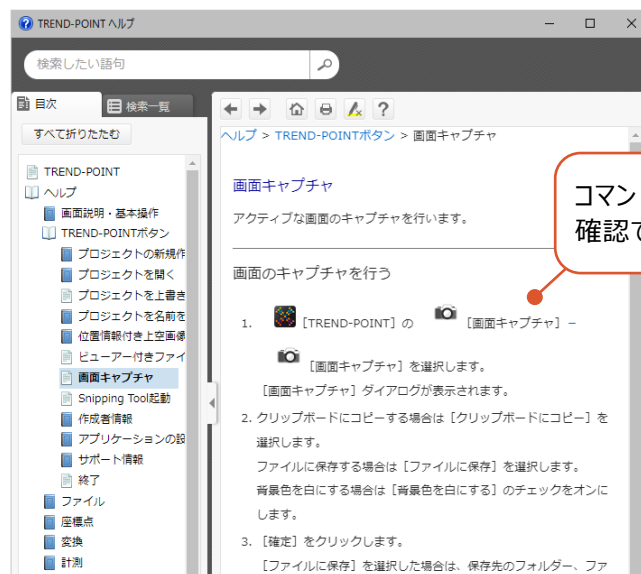 TREND-POINT ヘルプ
検索したい語句
目次
検索一覧
すべて折りたたむ
TREND-POINT
ヘルプ
画面説明・基本操作
TREND-POINTボタン
プロジェクトの新規作
プロジェクトを開く
プロジェクトを上書き
プロジェクトを名前を
位置情報付き上空画像
ビューアー付きファイ
画面キャプチャ
Snipping Tool起動
作成者情報
アプリケーションの設
サポート情報
終了
ファイル
座標点
変換
計測
ヘルプ > TREND-POINTボタン > 画面キャプチャ
画面キャプチャ
アクティブな画面のキャプチャを行います。
コマン
確認で
画面のキャプチャを行う
1. [TREND-POINT] の [画面キャプチャ] −
[画面キャプチャ] を選択します。
[画面キャプチャ] ダイアログが表示されます。
2. クリップボードにコピーする場合は [クリップボードにコピー] を
選択します。
ファイルに保存する場合は [ファイルに保存] を選択します。
背景色を白にする場合は [背景色を白にする] のチェックをオンに
します。
3. [確定] をクリックします。
[ファイルに保存] を選択した場合は、保存先のフォルダー、ファ